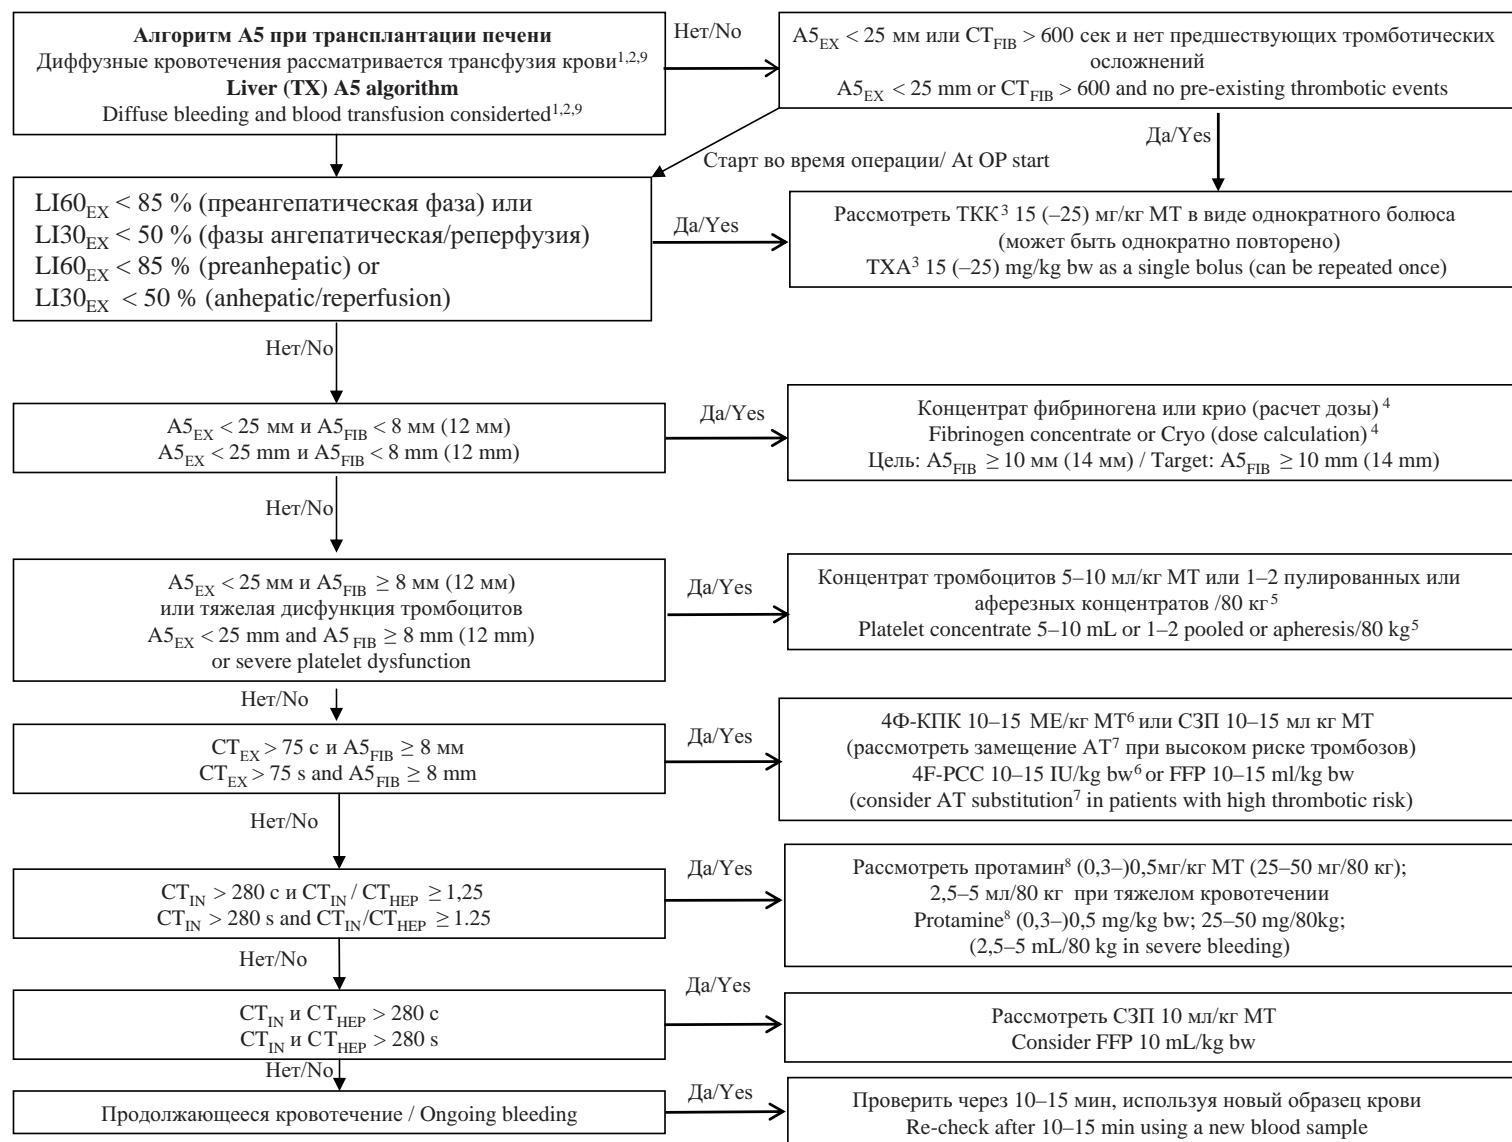 Алгоритм А5 при трансплантации печени
Диффузные кровотечения рассматривается трансфузия крови1,2,9
Liver (TX) A5 algorithm
Diffuse bleeding and blood transfusion considerted1,2,9
Нет/No
A5EX < 25 мм или CTFIB > 600 сек и нет предшествующих тромботических
осложнений
A5EX < 25 mm or CTFIB > 600 and no pre-existing thrombotic events
Да/Yes
Старт во время операции/ At OP start
LI60EX < 85 % (преангепатическая фаза) или
LI30EX < 50 % (фазы ангепатическая/реперфузия)
LI60EX < 85 % (preanhepatic) or
LI30EX < 50 % (anhepatic/reperfusion)
Да/Yes
Рассмотреть ТКК3 15 (–25) мг/кг МТ в виде однократного болюса
(может быть однократно повторено)
TXA3 15 (–25) mg/kg bw as a single bolus (can be repeated once)
Нет/No
A5EX < 25 мм и A5FIB < 8 мм (12 мм)
A5EX < 25 mm и A5FIB < 8 mm (12 mm)
Да/Yes
Концентрат фибриногена или крио (расчет дозы) 4
Fibrinogen concentrate or Cryo (dose calculation) 4
Цель: A5FIB ≥ 10 мм (14 мм) / Target: A5FIB ≥ 10 mm (14 mm)
Нет/No
A5EX < 25 мм и A5FIB ≥ 8 мм (12 мм)
или тяжелая дисфункция тромбоцитов
A5EX < 25 mm and A5FIB ≥ 8 mm (12 mm)
or severe platelet dysfunction
Да/Yes
Концентрат тромбоцитов 5–10 мл/кг МТ или 1–2 пулированных или
аферезных концентратов /80 кг5
Platelet concentrate 5–10 mL or 1–2 pooled or apheresis/80 kg5
Нет/No
CTEX > 75 с и A5FIB ≥ 8 мм
CTEX > 75 s and A5FIB ≥ 8 mm
Да/Yes
4Ф-КПК 10–15 МЕ/кг МТ6 или СЗП 10–15 мл кг МТ
(рассмотреть замещение АТ7 при высоком риске тромбозов)
4F-PCC 10–15 IU/kg bw6 or FFP 10–15 ml/kg bw
(consider AT substitution7 in patients with high thrombotic risk)
Нет/No
CTIN > 280 с и CTIN / CTHEP ≥ 1,25
CTIN > 280 s and CTIN/CTHEP ≥ 1.25
Да/Yes
Рассмотреть протамин8 (0,3–)0,5мг/кг МТ (25–50 мг/80 кг);
2,5–5 мл/80 кг при тяжелом кровотечении
Protamine8 (0,3–)0,5 mg/kg bw; 25–50 mg/80kg;
(2,5–5 mL/80 kg in severe bleeding)
Нет/No
CTIN и CTHEP > 280 с
CTIN и CTHEP > 280 s
Да/Yes
Рассмотреть СЗП 10 мл/кг МТ
Consider FFP 10 mL/kg bw
Нет/No
Продолжающееся кровотечение / Ongoing bleeding
Да/Yes
Проверить через 10–15 мин, используя новый образец крови
Re-check after 10–15 min using a new blood sample